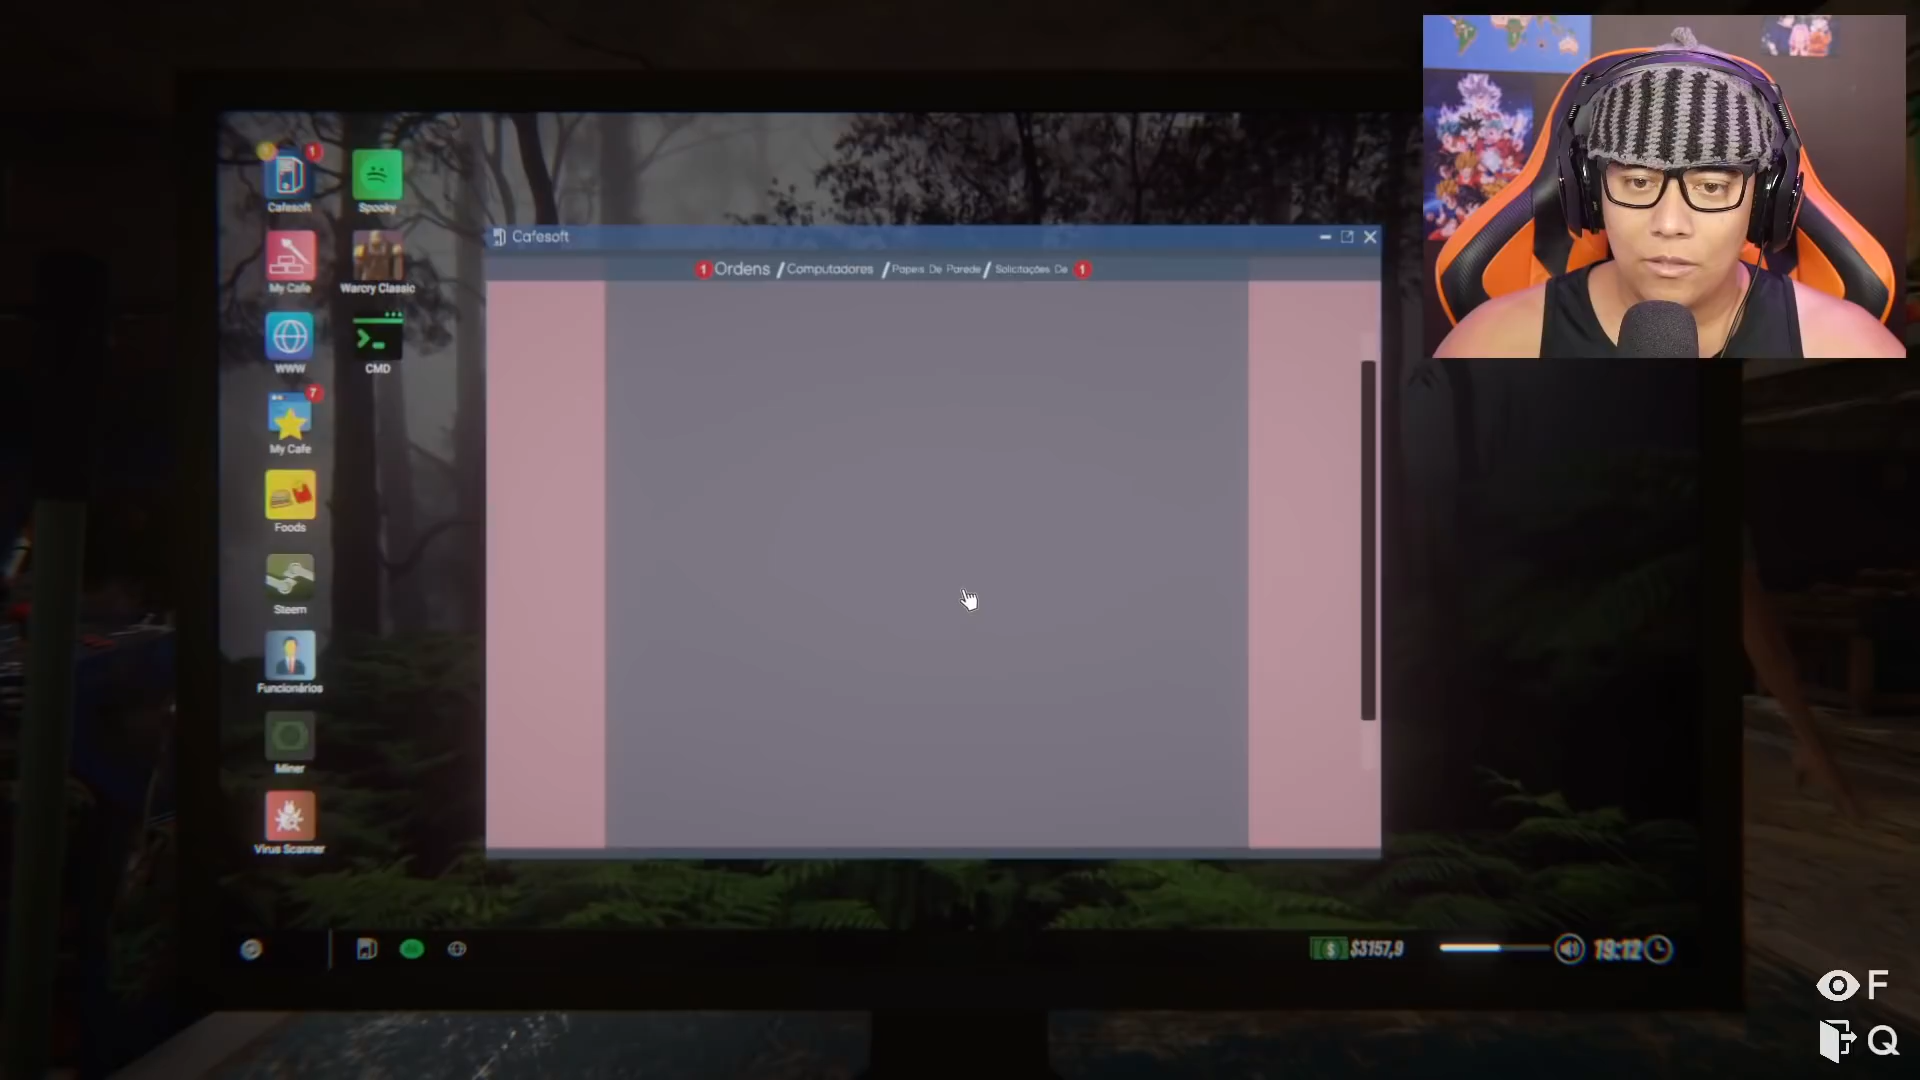 Cafesoft
1 Ordens / Computadores / Papeis De Parede / Solicitações De 1
1
Cafesoft
Spooky
My Cafe
Warcry Classic
WWW
CMD
7
My Cafe
Foods
Steem
Funcionários
Miner
Virus Scanner
$3157,9
19:12
F
Q